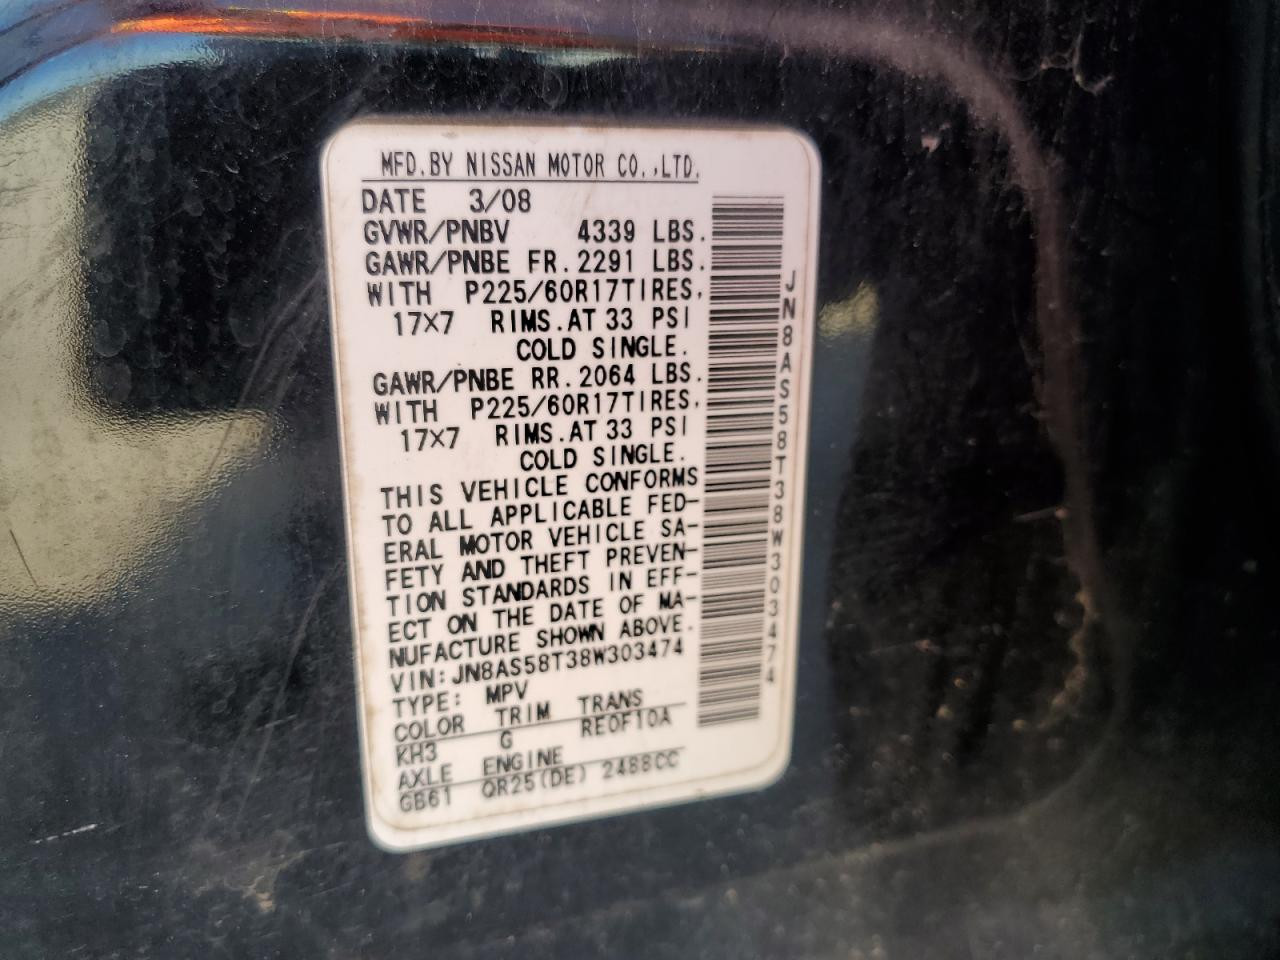 MFD.BY NISSAN MOTOR CO.,LTD.
DATE 3/08
GVWR/PNBV 4339 LBS.
GAWR/PNBE FR.2291 LBS.
WITH P225/60R17TIRES,
17×7 RIMS.AT 33 PSI
COLD SINGLE.
GAWR/PNBE RR.2064 LBS.
WITH P225/60R17TIRES,
17×7 RIMS.AT 33 PSI
COLD SINGLE.
THIS VEHICLE CONFORMS
TO ALL APPLICABLE FED-
ERAL MOTOR VEHICLE SA-
FETY AND THEFT PREVEN-
TION STANDARDS IN EFF-
ECT ON THE DATE OF MA-
NUFACTURE SHOWN ABOVE.
VIN:JN8AS58T38W303474
TYPE: MPV
COLOR TRIM TRANS
KH3 G RE0F10A
AXLE ENGINE
GB61 QR25(DE) 2488CC
JN8AS58T38W303474